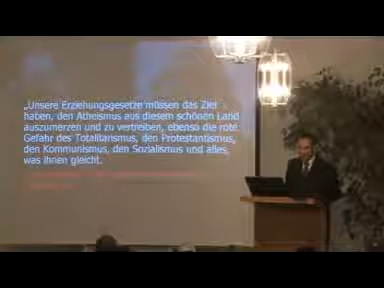 „Unsere Erziehungsgesetze müssen das Ziel
haben, den Atheismus aus diesem schönen Land
auszumerzen und zu vertreiben, ebenso die rote
Gefahr des Totalitarismus, den Protestantismus,
den Kommunismus, den Sozialismus und alles,
was ihnen gleicht.